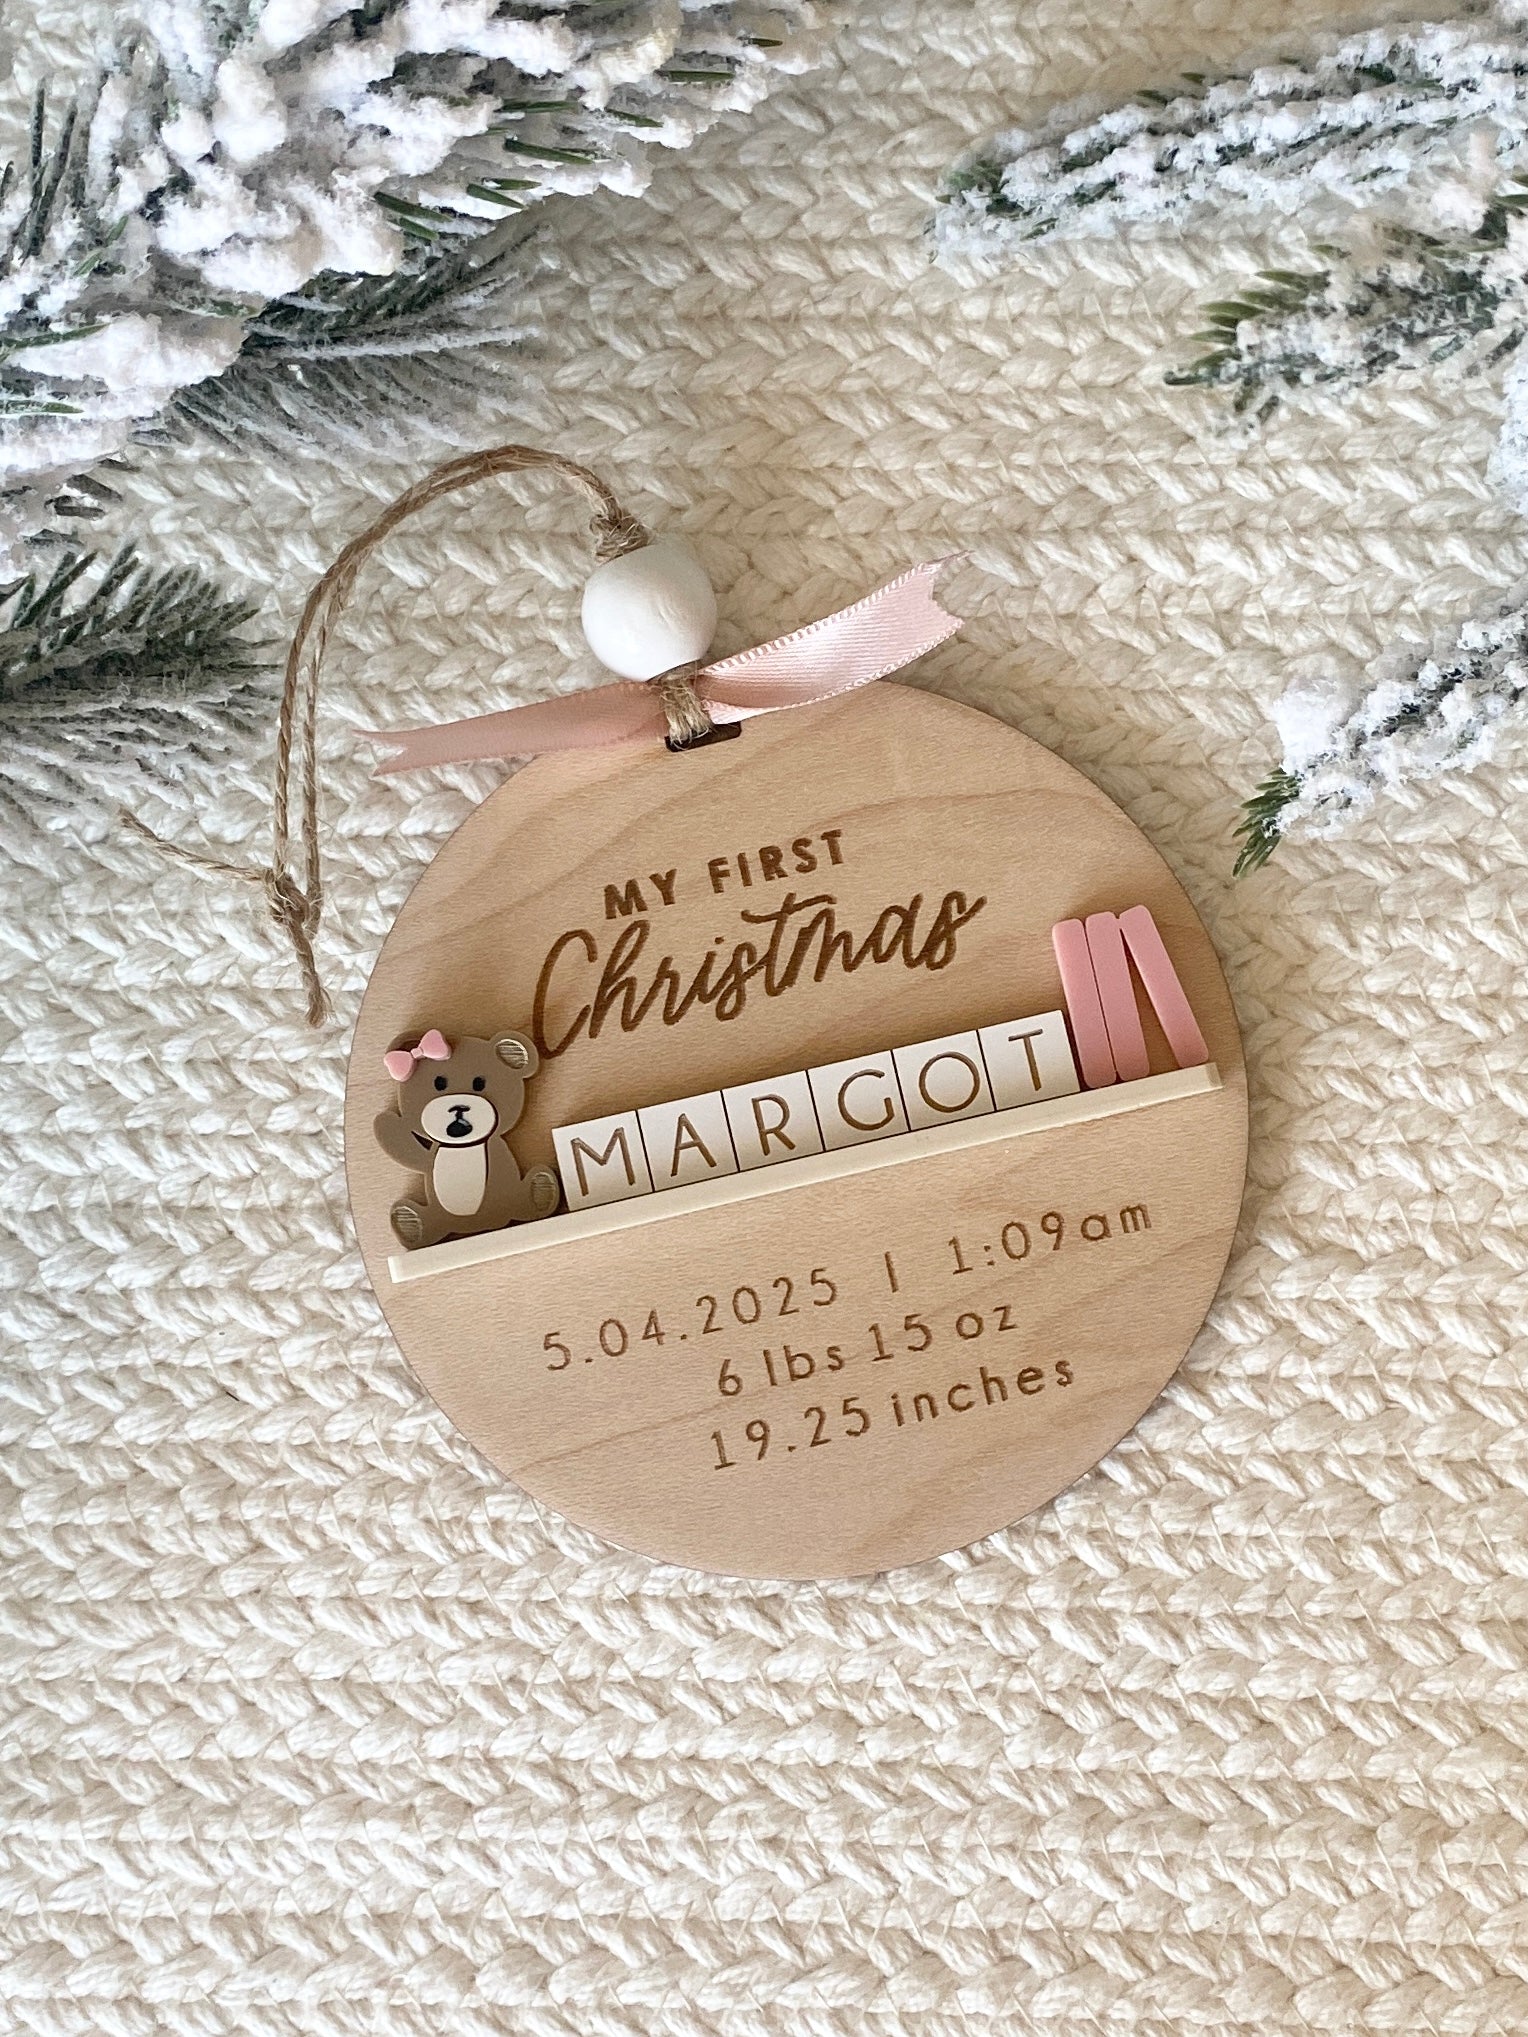 MY FIRST
Christmas
MARGOT
5.04.2025 | 1:09am
6 lbs 15 oz
19.25 inches